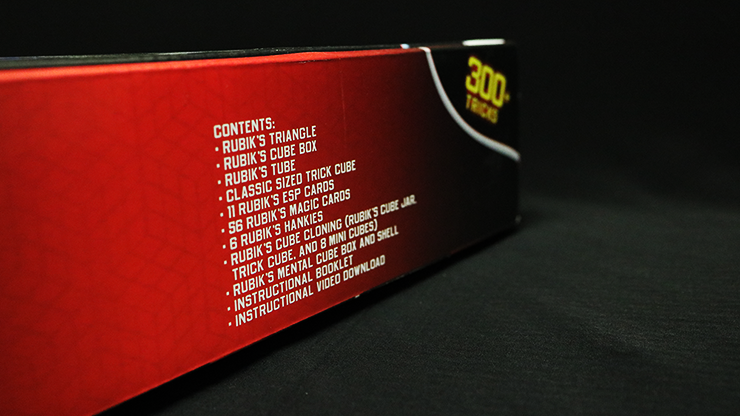 300+
TRICKS
CONTENTS:
• RUBIK'S TRIANGLE
• RUBIK'S CUBE BOX
• RUBIK'S TUBE
• CLASSIC SIZED TRICK CUBE
• 11 RUBIK'S ESP CARDS
• 56 RUBIK'S MAGIC CARDS
• 6 RUBIK'S HANKIES
• RUBIK'S CUBE CLONING (RUBIK'S CUBE JAR,
TRICK CUBE, AND 8 MINI CUBES)
• RUBIK'S MENTAL CUBE BOX AND SHELL
• INSTRUCTIONAL BOOKLET
• INSTRUCTIONAL VIDEO DOWNLOAD